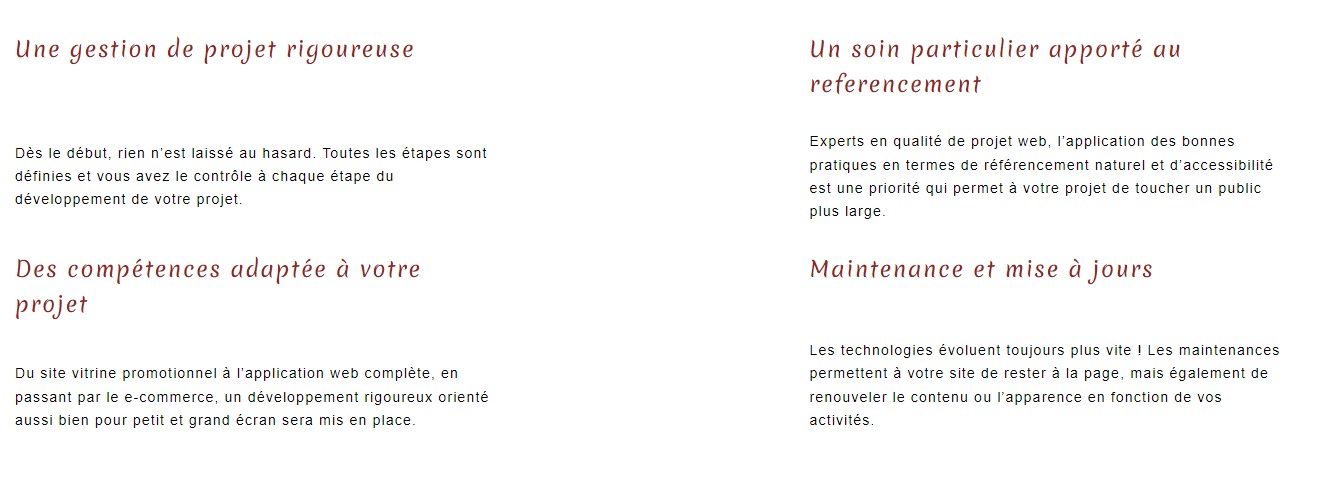 Une gestion de projet rigoureuse
Dès le début, rien n’est laissé au hasard. Toutes les étapes sont
définies et vous avez le contrôle à chaque étape du
développement de votre projet.
Un soin particulier apporté au
referencement
Experts en qualité de projet web, l’application des bonnes
pratiques en termes de référencement naturel et d’accessibilité
est une priorité qui permet à votre projet de toucher un public
plus large.
Des compétences adaptée à votre
projet
Du site vitrine promotionnel à l’application web complète, en
passant par le e-commerce, un développement rigoureux orienté
aussi bien pour petit et grand écran sera mis en place.
Maintenance et mise à jours
Les technologies évoluent toujours plus vite ! Les maintenances
permettent à votre site de rester à la page, mais également de
renouveler le contenu ou l’apparence en fonction de vos
activités.